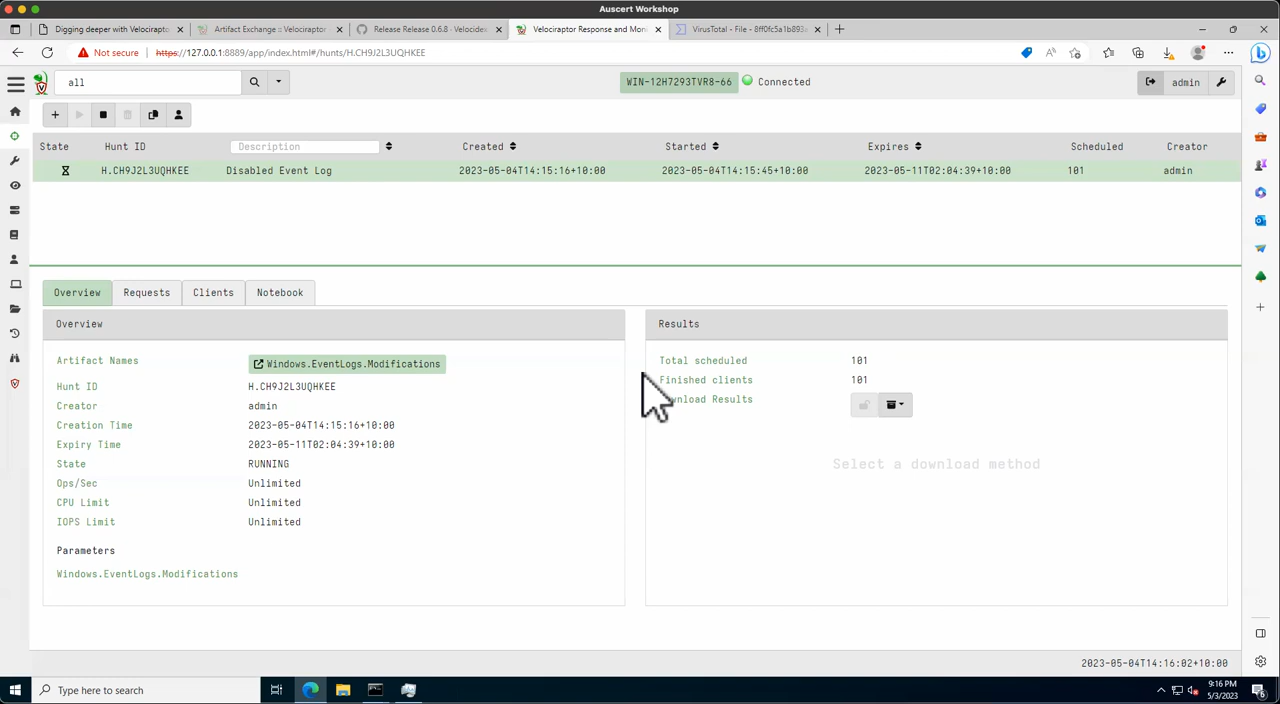 Auscert Workshop
Digging deeper with Velocirapto
Artifact Exchange :: Velociraptor
Release Release 0.6.8 · Velocidex
Velociraptor Response and Moni
VirusTotal - File - 8ff0fc5a1b893
Not secure
https://127.0.0.1:8889/app/index.html#/hunts/H.CH9J2L3UQHKEE
all
WIN-12H7293TVR8-66 Connected
admin
State Hunt ID Description Created Started Expires Scheduled Creator
H.CH9J2L3UQHKEE Disabled Event Log 2023-05-04T14:15:16+10:00 2023-05-04T14:15:45+10:00 2023-05-11T02:04:39+10:00 101 admin
Overview Requests Clients Notebook
Overview
Artifact Names Windows.EventLogs.Modifications
Hunt ID H.CH9J2L3UQHKEE
Creator admin
Creation Time 2023-05-04T14:15:16+10:00
Expiry Time 2023-05-11T02:04:39+10:00
State RUNNING
Ops/Sec Unlimited
CPU Limit Unlimited
IOPS Limit Unlimited
Parameters
Windows.EventLogs.Modifications
Results
Total scheduled 101
Finished clients 101
wnload Results
Select a download method
2023-05-04T14:16:02+10:00
Type here to search
9:16 PM
5/3/2023